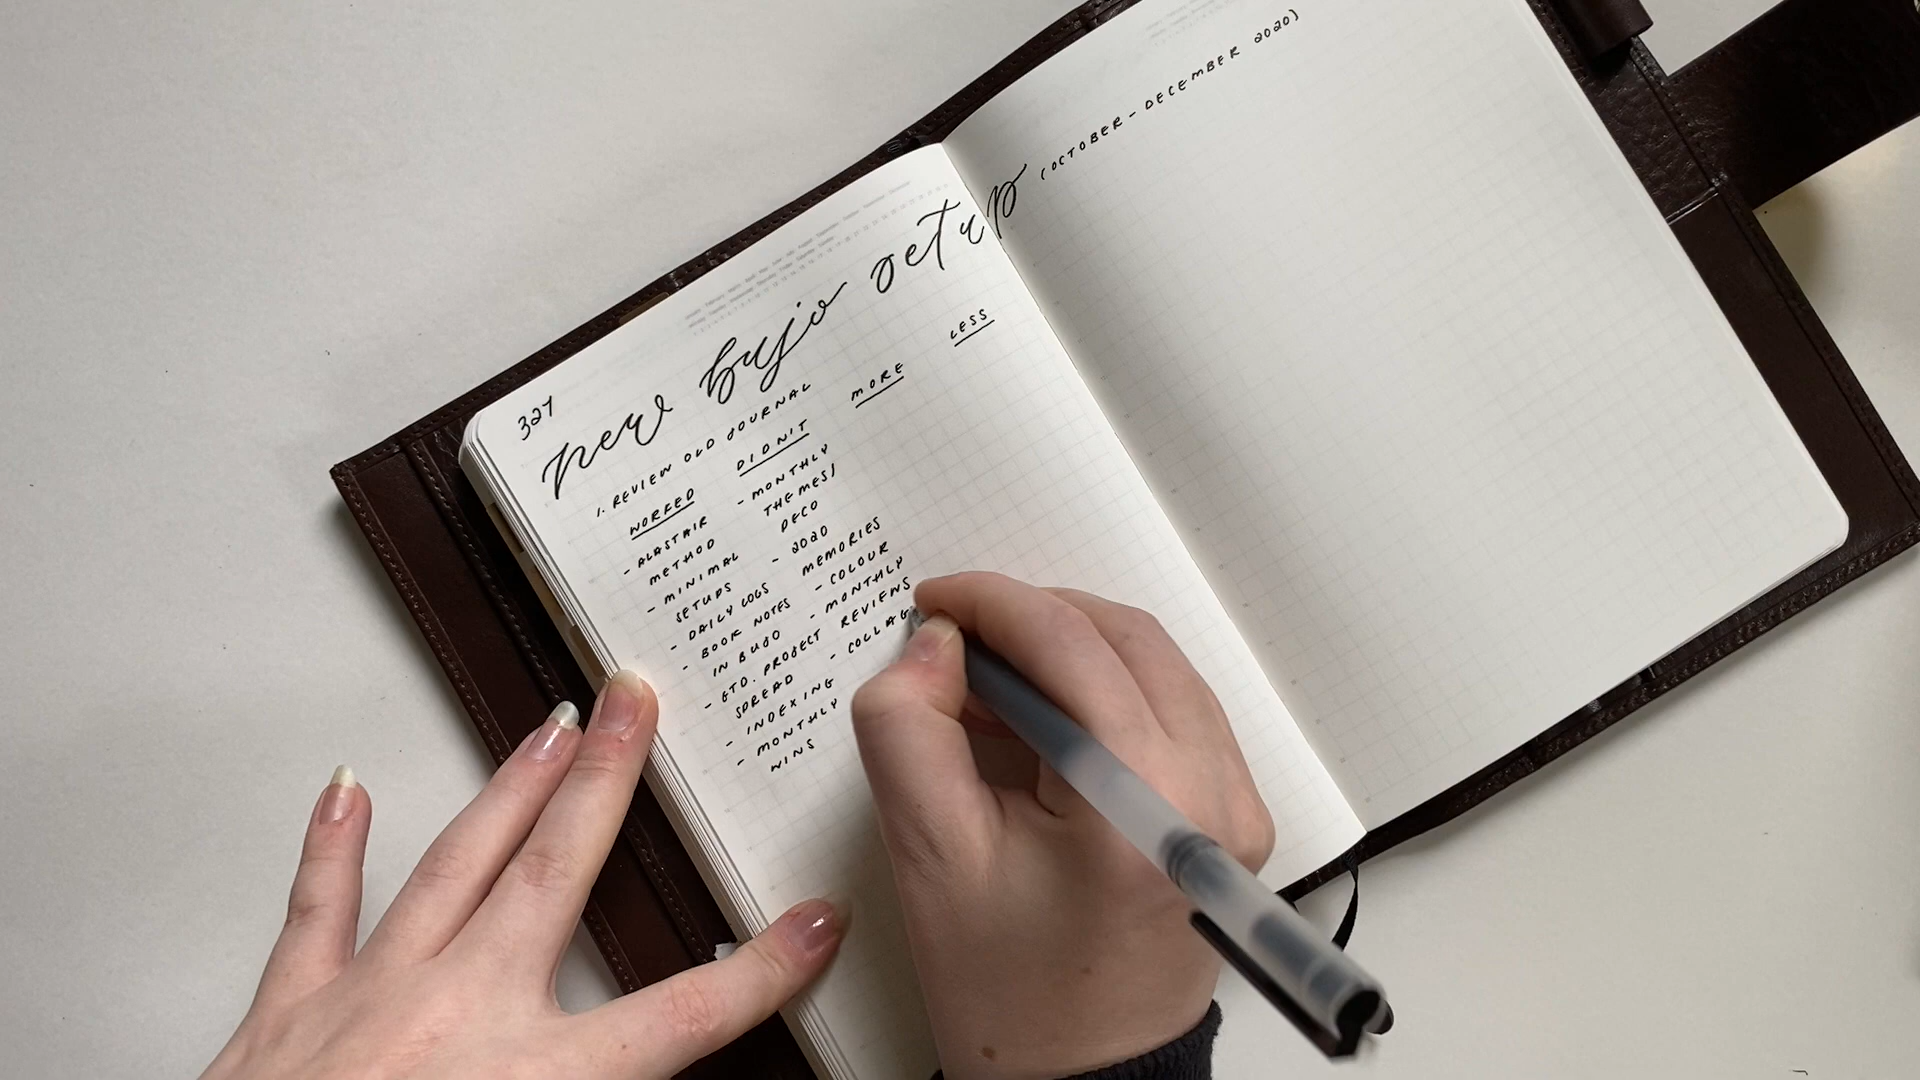 327
new bujo setup (OCTOBER - DECEMBER 2020)
1. REVIEW OLD JOURNAL
WORKED
- ALASTAIR
METHOD
- MINIMAL
SETUPS
- DAILY LOGS
- BOOK NOTES
IN BUJO
- GTD. PROJECT
SPREAD
- INDEXING
- MONTHLY
WINS
DIDN'T
- MONTHLY
THEMES/
DECO
- 2020
MEMORIES
- COLOUR
- MONTHLY
REVIEWS
- COLLAG
MORE
LESS